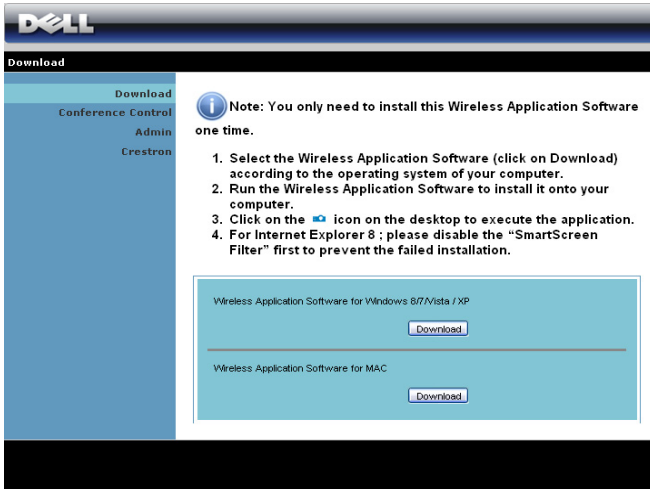 DELL
Download
Download
Conference Control
Admin
Crestron
Note: You only need to install this Wireless Application Software
one time.
1. Select the Wireless Application Software (click on Download)
according to the operating system of your computer.
2. Run the Wireless Application Software to install it onto your
computer.
3. Click on the icon on the desktop to execute the application.
4. For Internet Explorer 8 ; please disable the “SmartScreen
Filter” first to prevent the failed installation.
Wireless Application Software for Windows 8/7/Vista / XP
Download
Wireless Application Software for MAC
Download